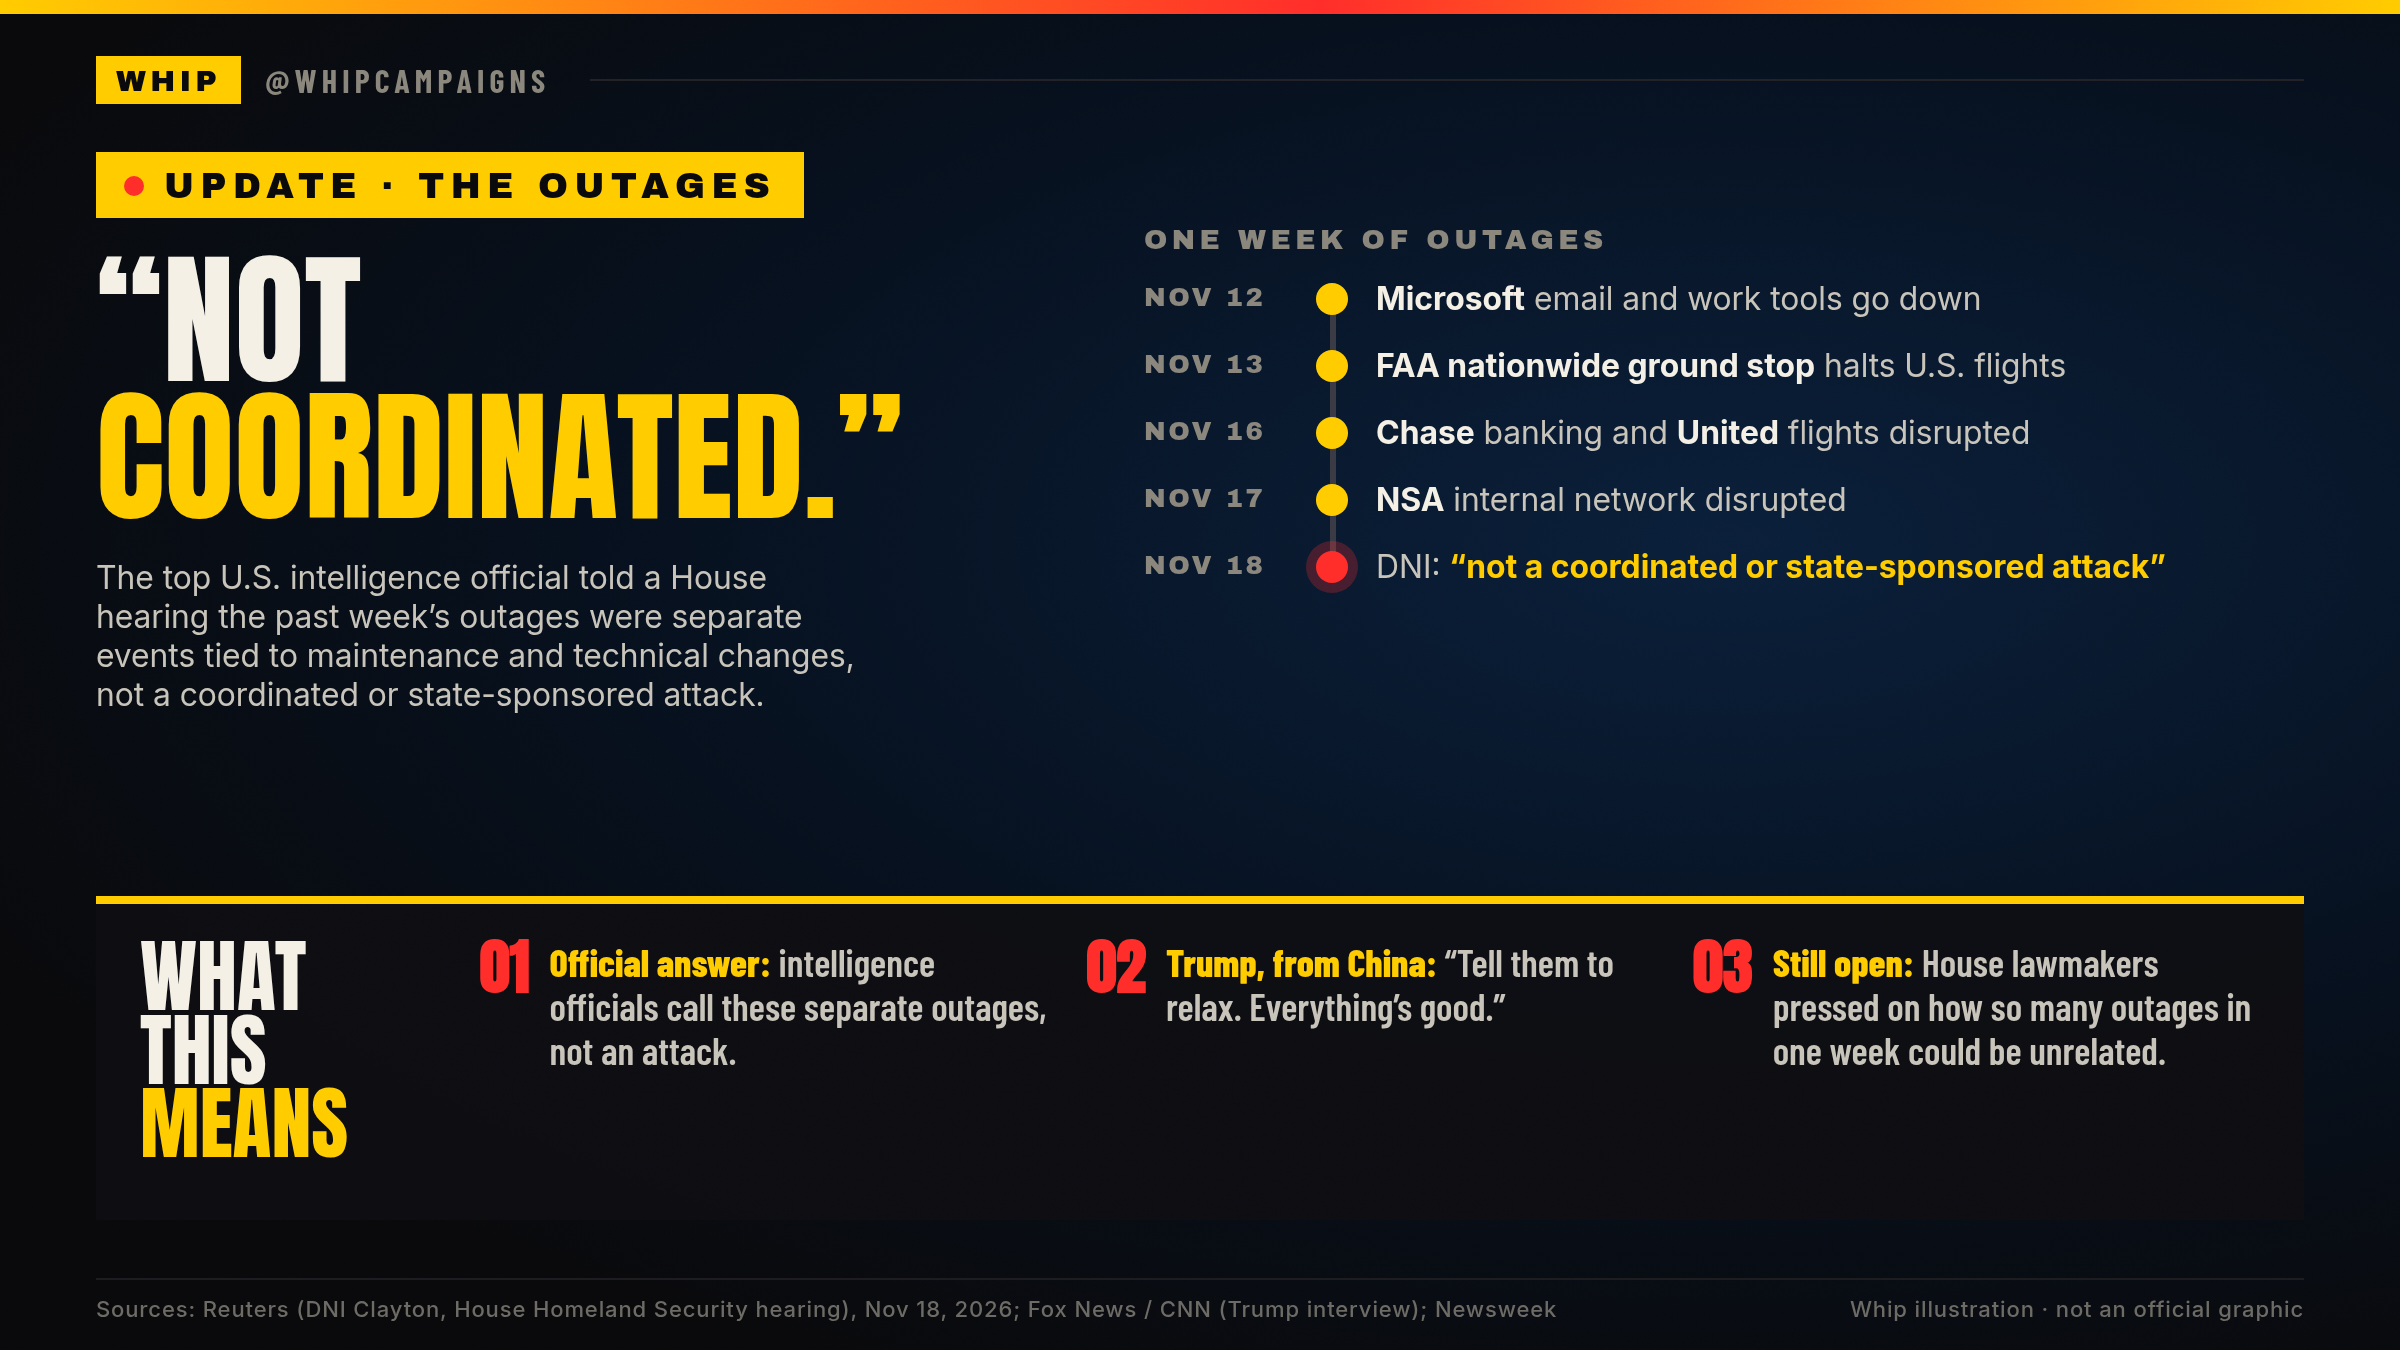 WHIP @WHIPCAMPAIGNS
UPDATE · THE OUTAGES
“NOT
COORDINATED.”
The top U.S. intelligence official told a House
hearing the past week’s outages were separate
events tied to maintenance and technical changes,
not a coordinated or state-sponsored attack.
ONE WEEK OF OUTAGES
NOV 12 Microsoft email and work tools go down
NOV 13 FAA nationwide ground stop halts U.S. flights
NOV 16 Chase banking and United flights disrupted
NOV 17 NSA internal network disrupted
NOV 18 DNI: “not a coordinated or state-sponsored attack”
WHAT
THIS
MEANS
01 Official answer: intelligence
officials call these separate outages,
not an attack.
02 Trump, from China: “Tell them to
relax. Everything’s good.”
03 Still open: House lawmakers
pressed on how so many outages in
one week could be unrelated.
Sources: Reuters (DNI Clayton, House Homeland Security hearing), Nov 18, 2026; Fox News / CNN (Trump interview); Newsweek
Whip illustration · not an official graphic